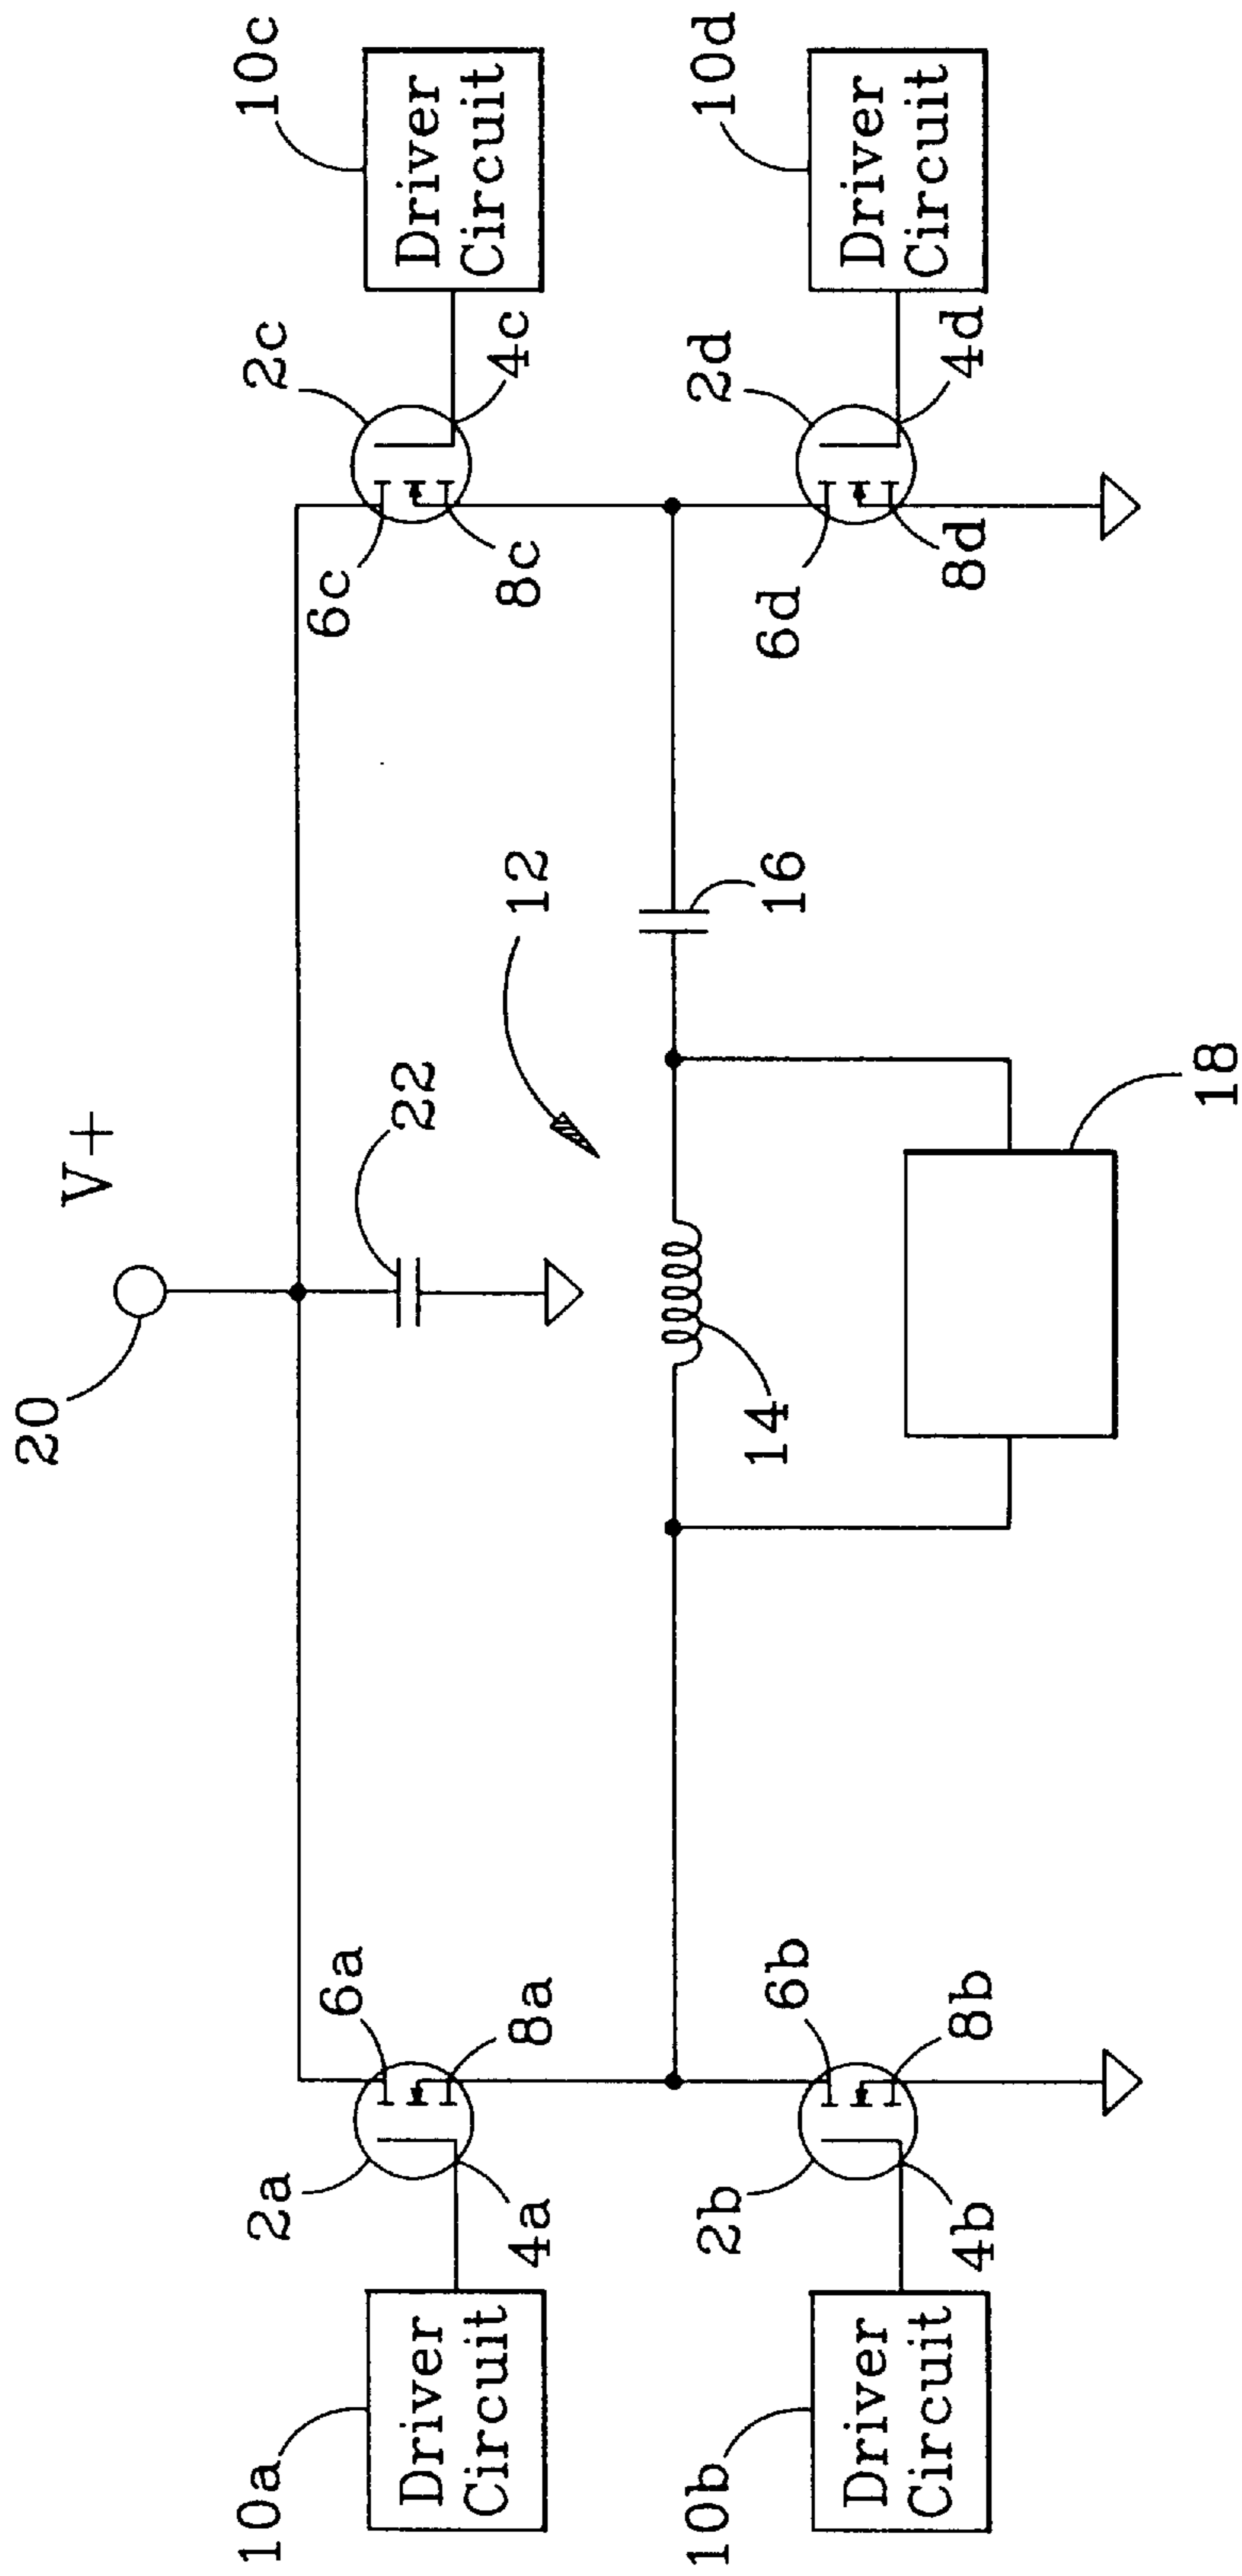 V+
20
22
12
14
16
18
2a
4a
6a
8a
10a
Driver
Circuit
2b
4b
6b
8b
10b
Driver
Circuit
2c
4c
6c
8c
10c
Driver
Circuit
2d
4d
6d
8d
10d
Driver
Circuit